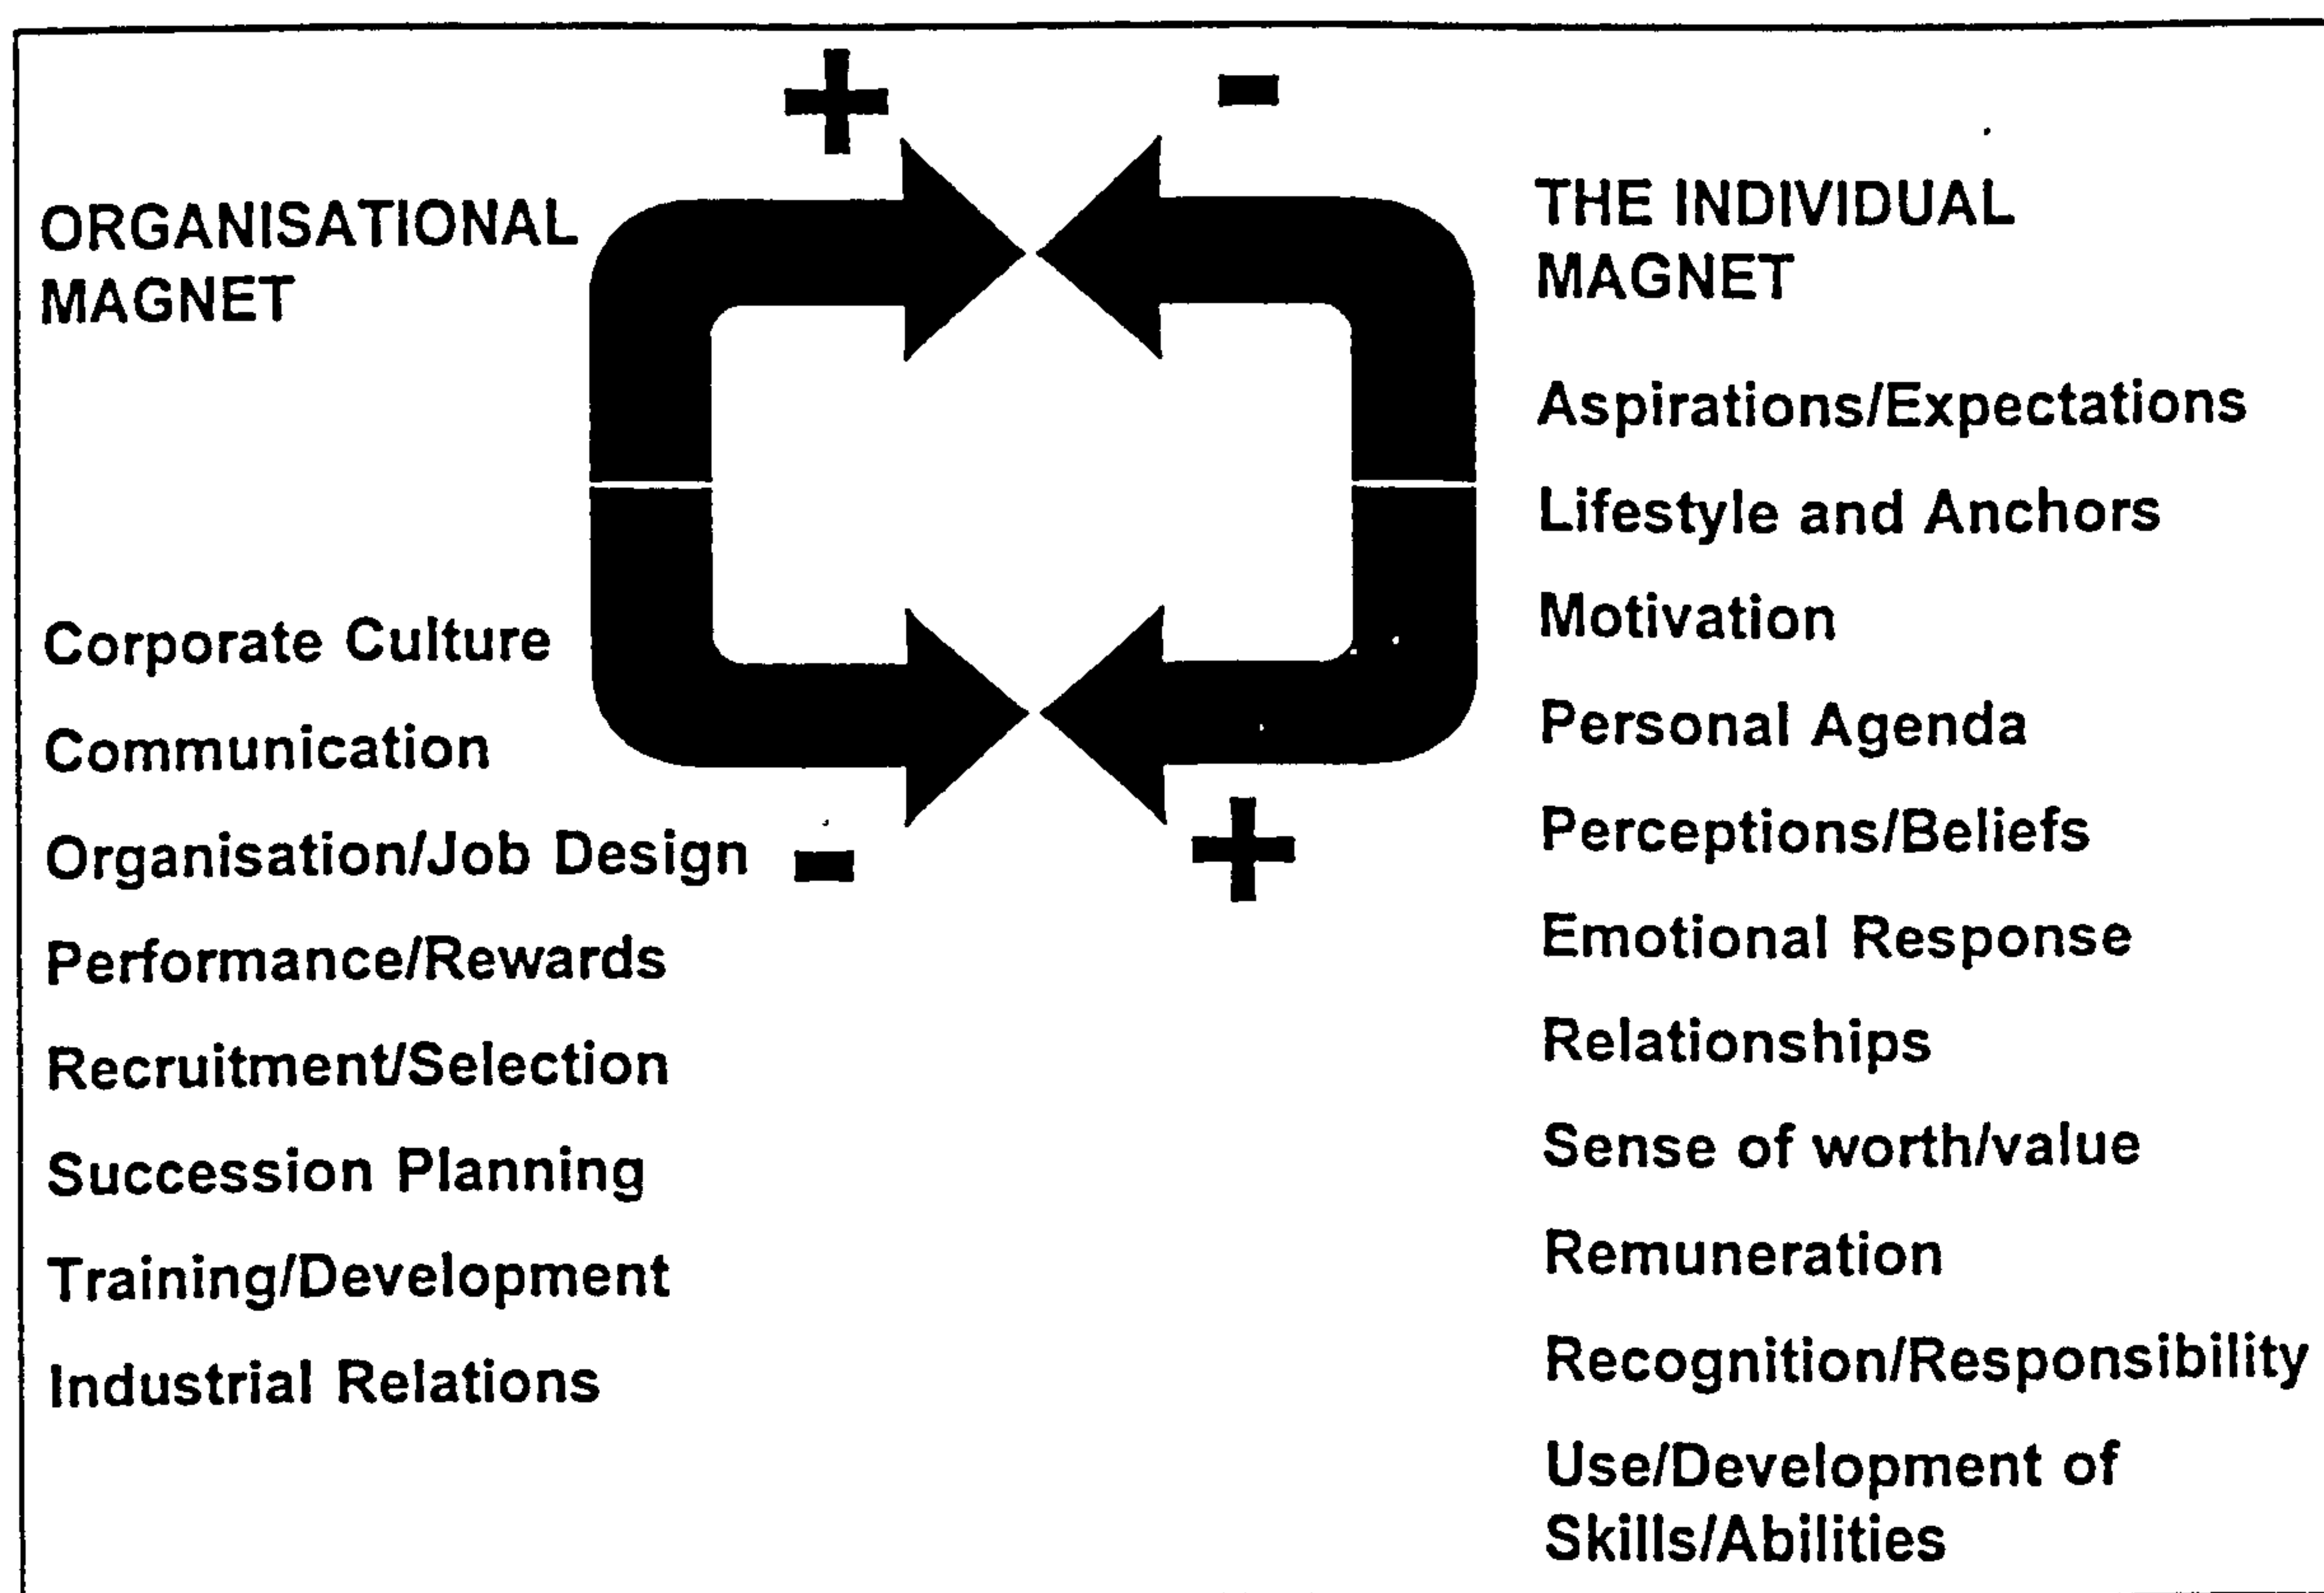 +
-
ORGANISATIONAL
MAGNET
Corporate Culture
Communication
Organisation/Job Design
-
+
Performance/Rewards
Recruitment/Selection
Succession Planning
Training/Development
Industrial Relations
THE INDIVIDUAL
MAGNET
Aspirations/Expectations
Lifestyle and Anchors
Motivation
Personal Agenda
Perceptions/Beliefs
Emotional Response
Relationships
Sense of worth/value
Remuneration
Recognition/Responsibility
Use/Development of
Skills/Abilities